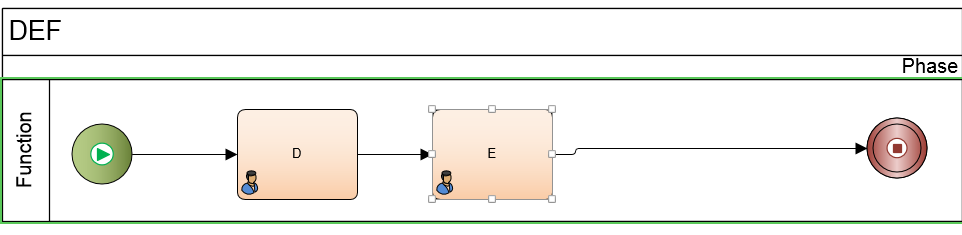 DEF
Phase
Function
D
E